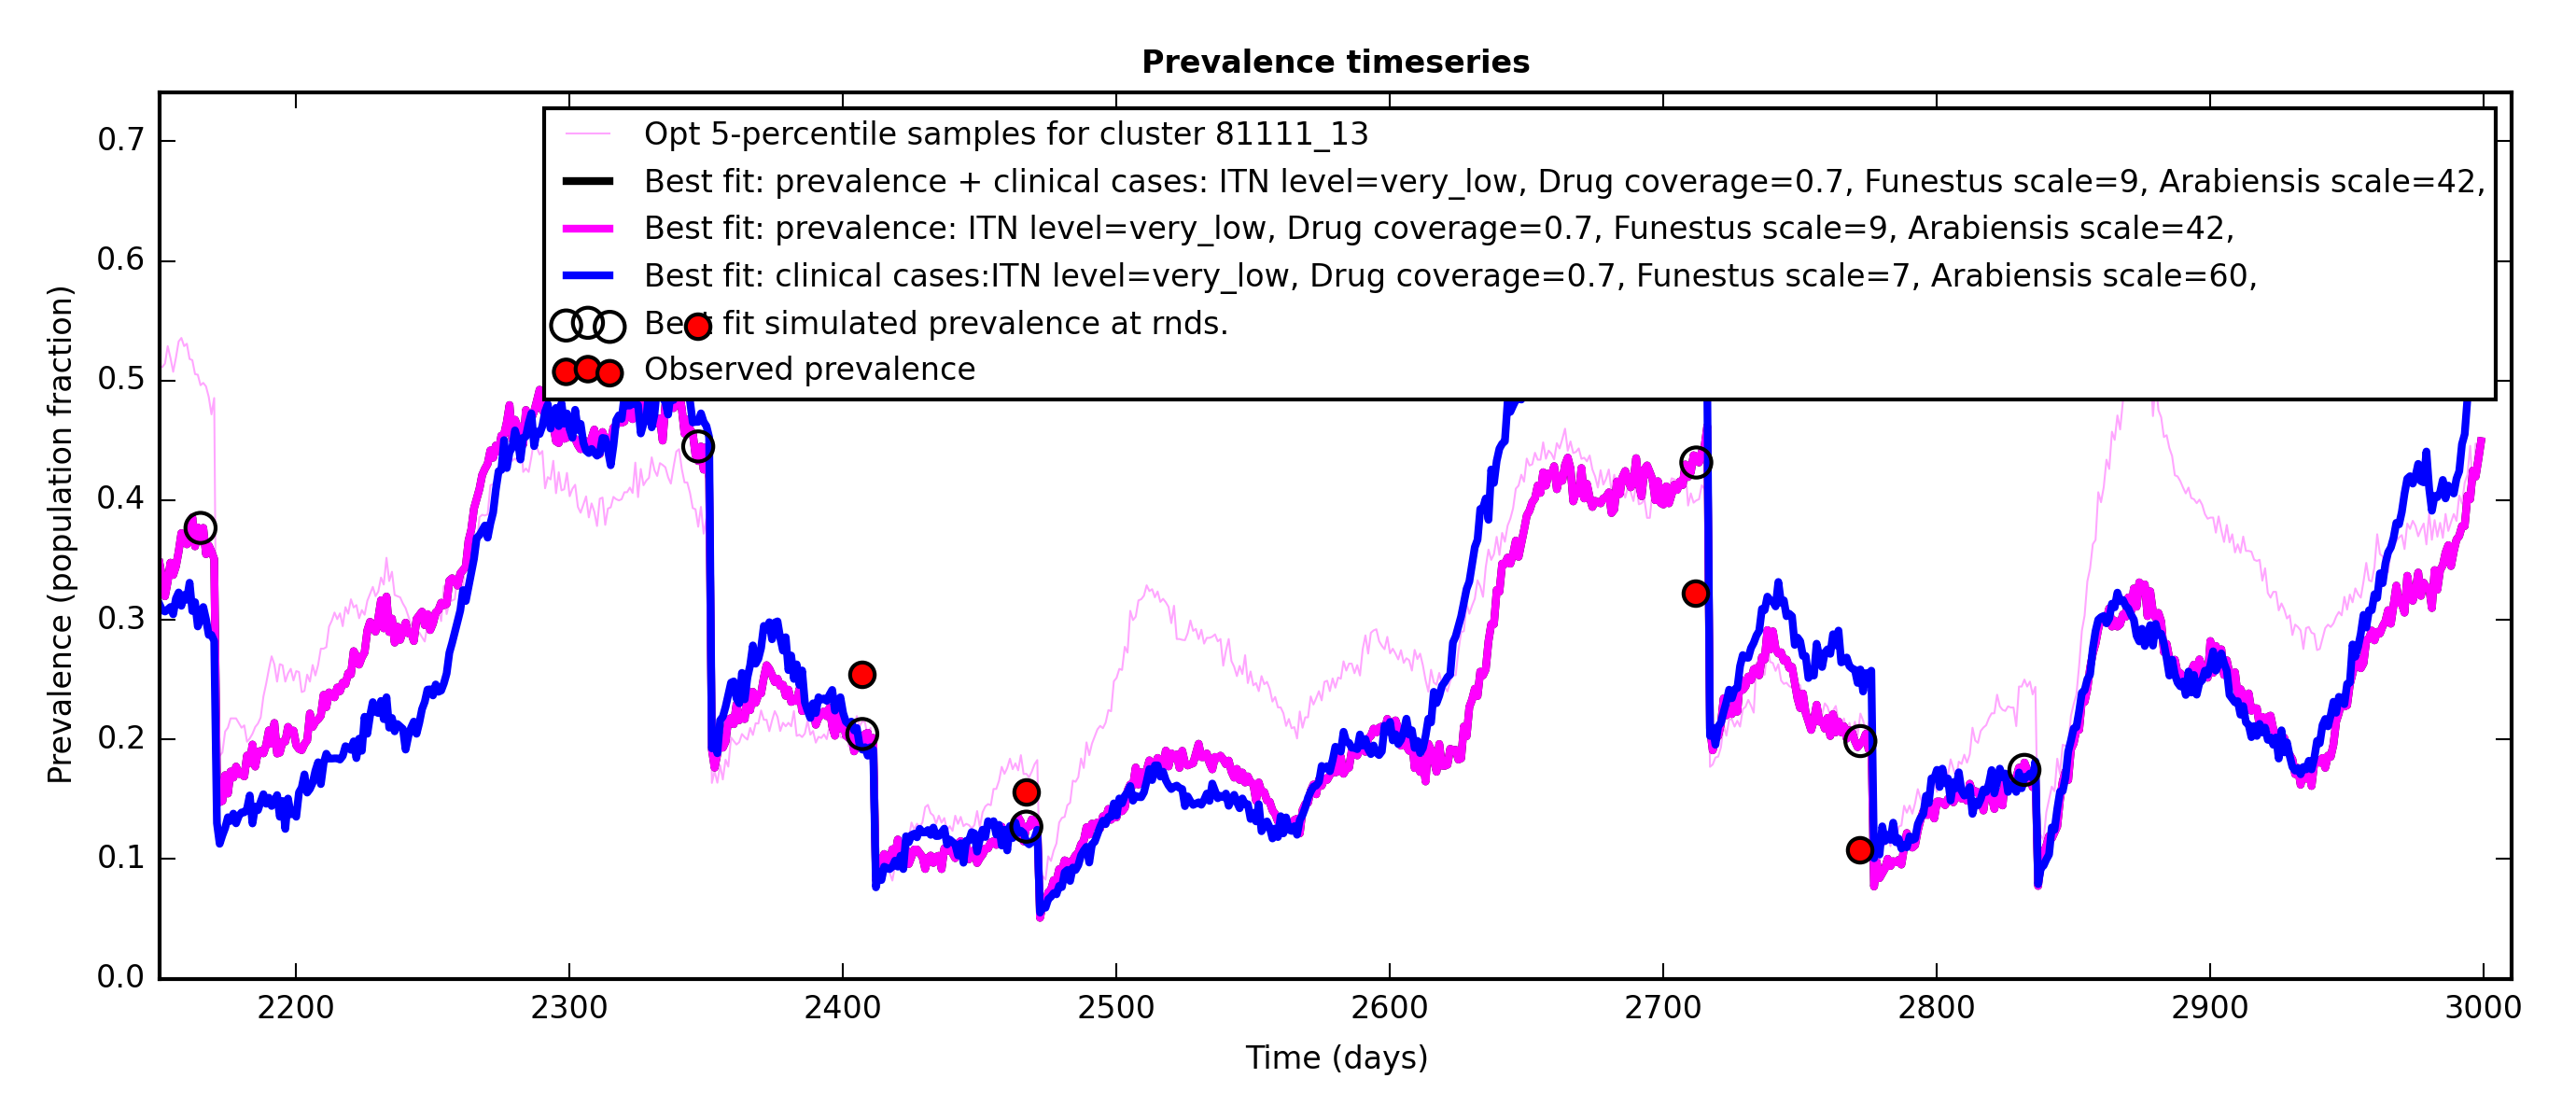 Prevalence timeseries
Opt 5-percentile samples for cluster 81111_13
Best fit: prevalence + clinical cases: ITN level=very_low, Drug coverage=0.7, Funestus scale=9, Arabiensis scale=42,
Best fit: prevalence: ITN level=very_low, Drug coverage=0.7, Funestus scale=9, Arabiensis scale=42,
Best fit: clinical cases:ITN level=very_low, Drug coverage=0.7, Funestus scale=7, Arabiensis scale=60,
Best fit simulated prevalence at rnds.
Observed prevalence
Prevalence (population fraction)
0.7
0.6
0.5
0.4
0.3
0.2
0.1
0.0
2200 2300 2400 2500 2600 2700 2800 2900 3000
Time (days)